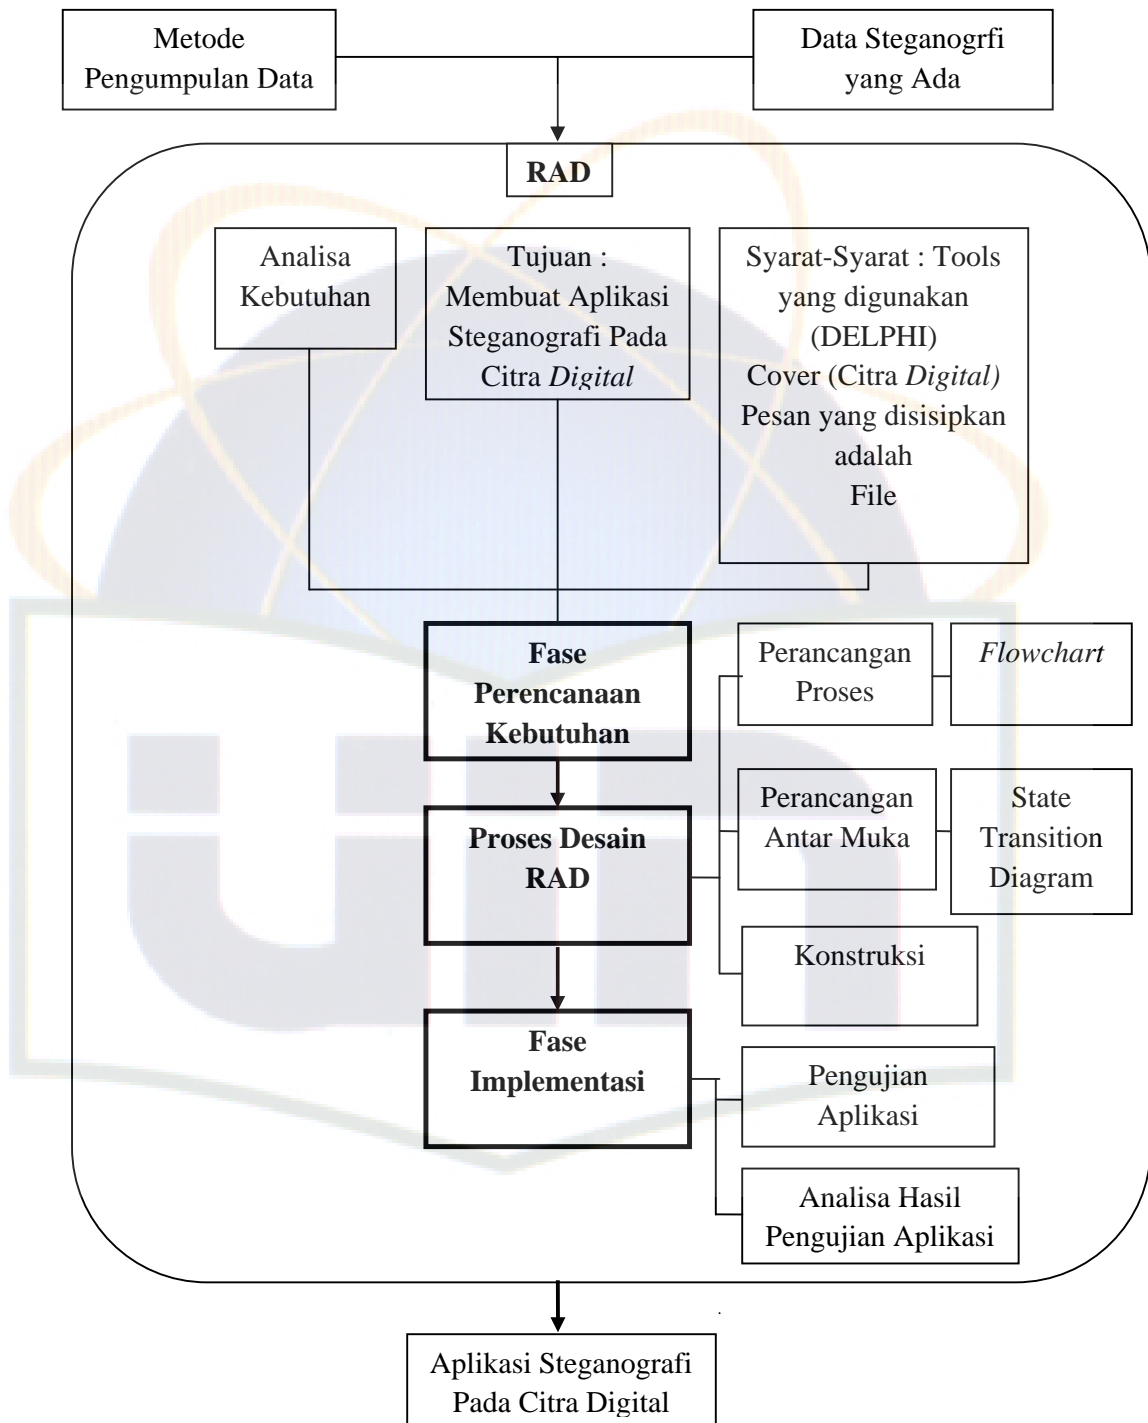 Metode
Pengumpulan Data
Data Steganogrfi
yang Ada
RAD
Analisa
Kebutuhan
Tujuan :
Membuat Aplikasi
Steganografi Pada
Citra Digital
Syarat-Syarat : Tools
yang digunakan
(DELPHI)
Cover (Citra Digital)
Pesan yang disisipkan
adalah
File
Fase
Perencanaan
Kebutuhan
Perancangan
Proses
Flowchart
Proses Desain
RAD
Perancangan
Antar Muka
State
Transition
Diagram
Konstruksi
Fase
Implementasi
Pengujian
Aplikasi
Analisa Hasil
Pengujian Aplikasi
Aplikasi Steganografi
Pada Citra Digital
uin